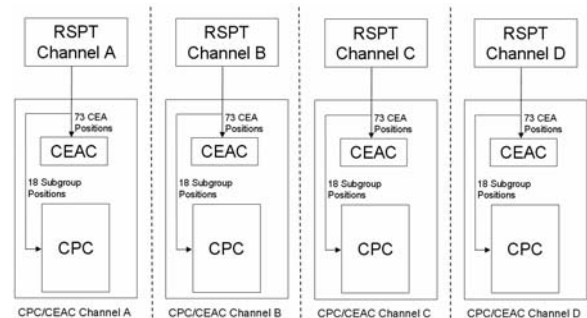 RSPT
Channel A
RSPT
Channel B
RSPT
Channel C
RSPT
Channel D
73 CEA
Positions
73 CEA
Positions
73 CEA
Positions
73 CEA
Positions
CEAC
CEAC
CEAC
CEAC
18 Subgroup
Positions
18 Subgroup
Positions
18 Subgroup
Positions
18 Subgroup
Positions
CPC
CPC
CPC
CPC
CPC/CEAC Channel A
CPC/CEAC Channel B
CPC/CEAC Channel C
CPC/CEAC Channel D